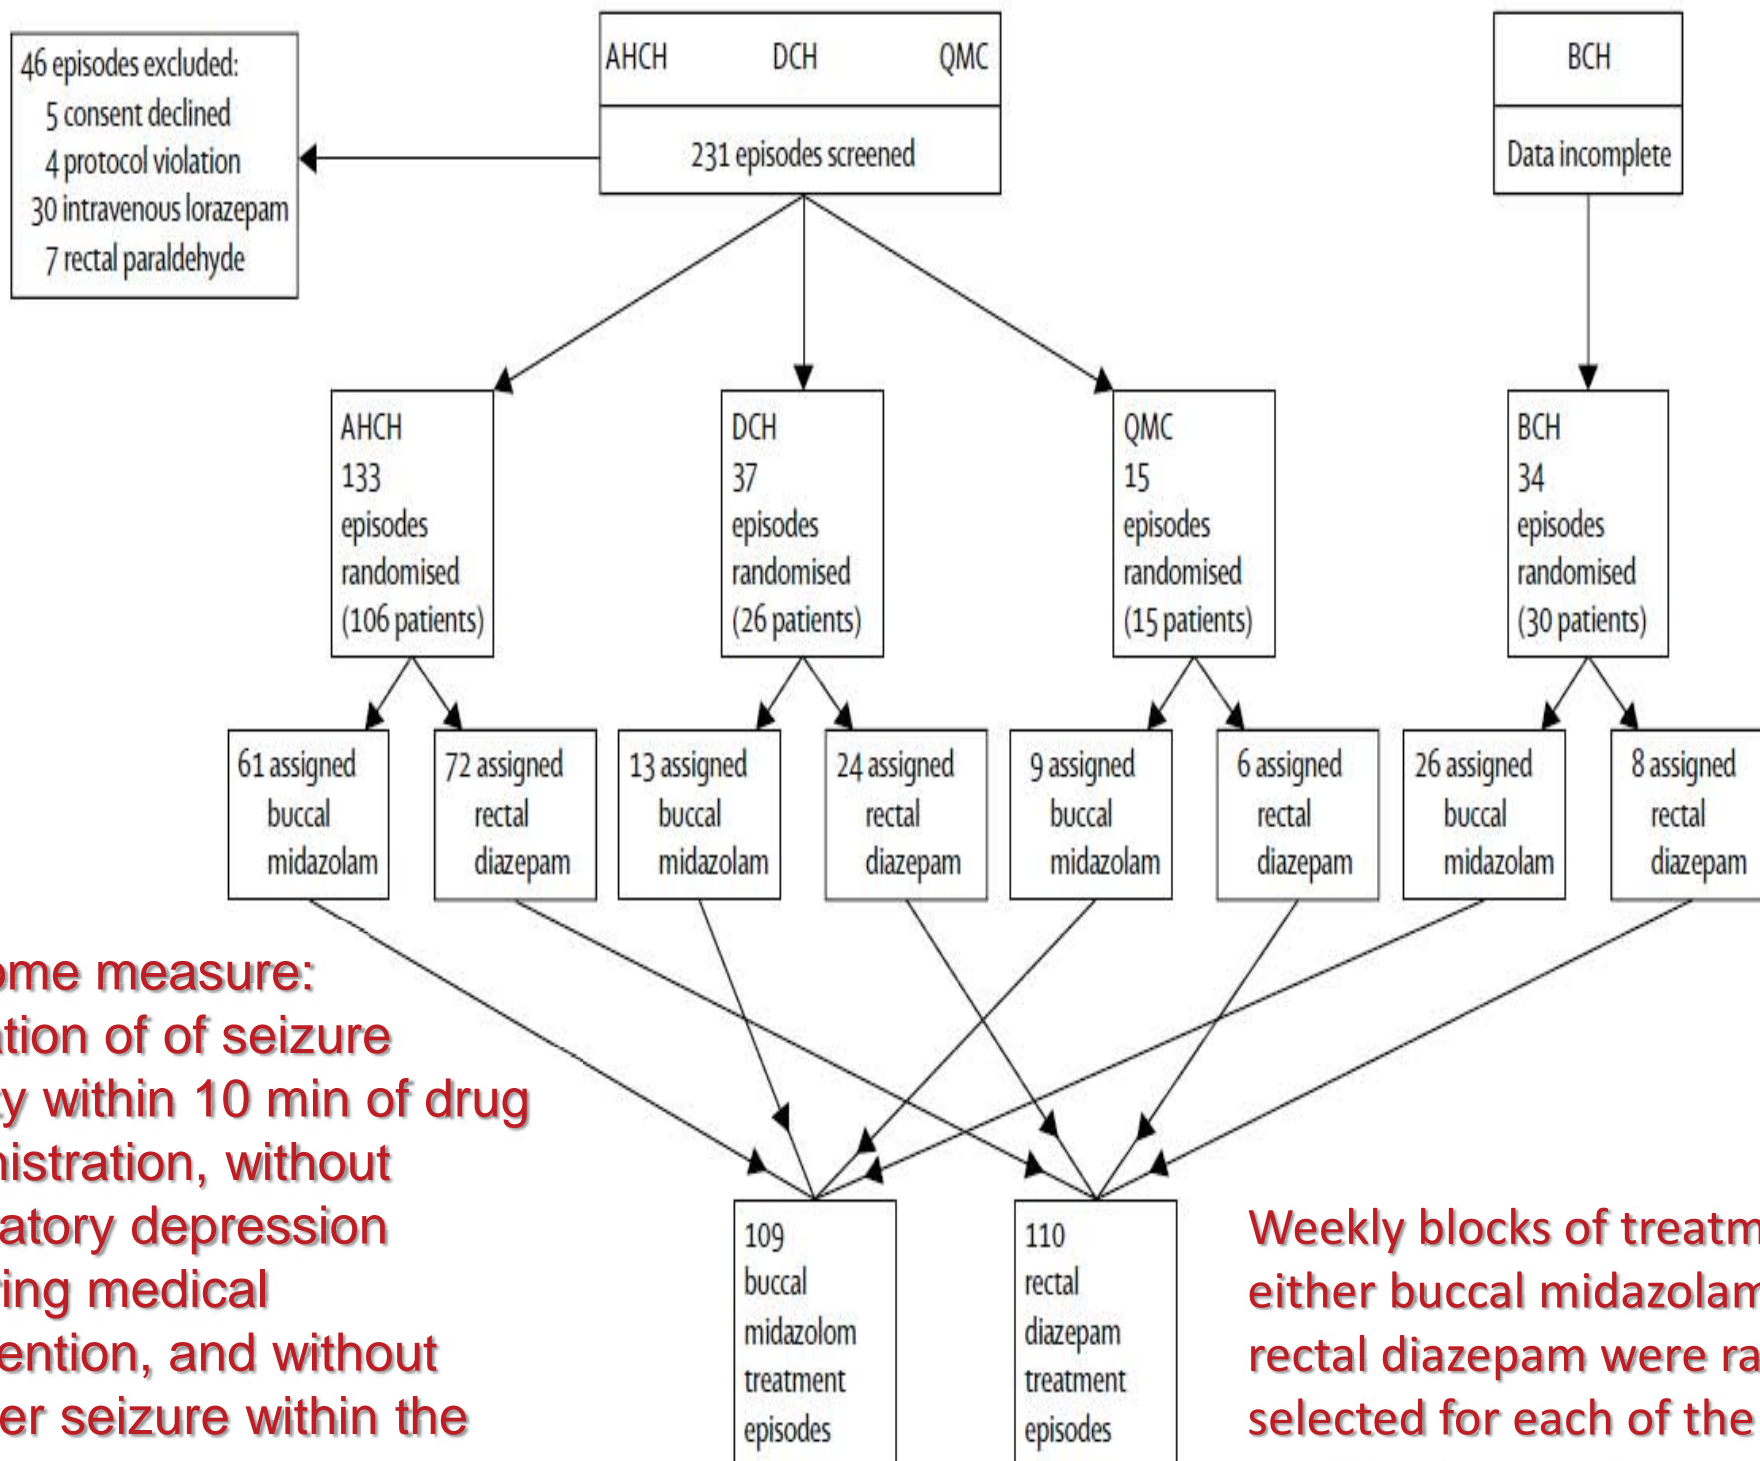 46 episodes excluded:
5 consent declined
4 protocol violation
30 intravenous lorazepam
7 rectal paraldehyde
AHCH DCH QMC
231 episodes screened
BCH
Data incomplete
AHCH
133
episodes
randomised
(106 patients)
DCH
37
episodes
randomised
(26 patients)
QMC
15
episodes
randomised
(15 patients)
BCH
34
episodes
randomised
(30 patients)
61 assigned
buccal
midazolam
72 assigned
rectal
diazepam
13 assigned
buccal
midazolam
24 assigned
rectal
diazepam
9 assigned
buccal
midazolam
6 assigned
rectal
diazepam
26 assigned
buccal
midazolam
8 assigned
rectal
diazepam
ome measure:
ation of of seizure
ty within 10 min of drug
nistration, without
atory depression
ring medical
ention, and without
er seizure within the
109
buccal
midazolom
treatment
episodes
110
rectal
diazepam
treatment
episodes
Weekly blocks of treatm
either buccal midazolam
rectal diazepam were ra
selected for each of the